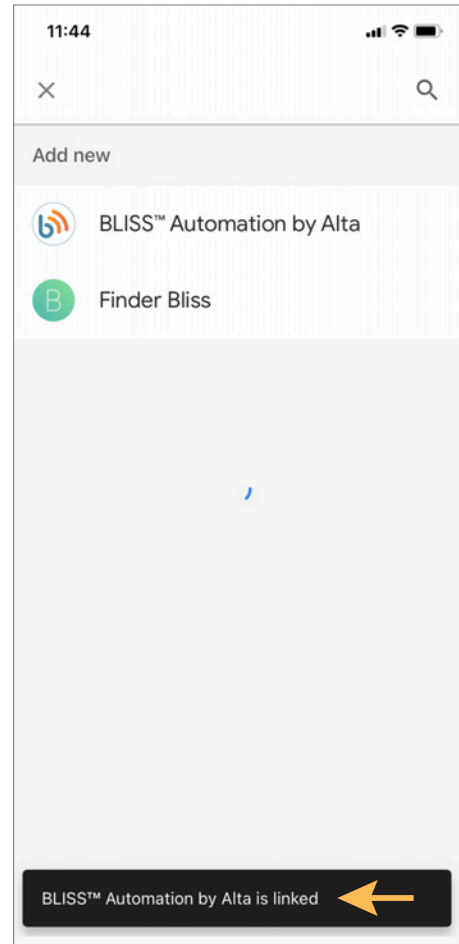 11:44
Add new
BLISS™ Automation by Alta
B
Finder Bliss
BLISS™ Automation by Alta is linked